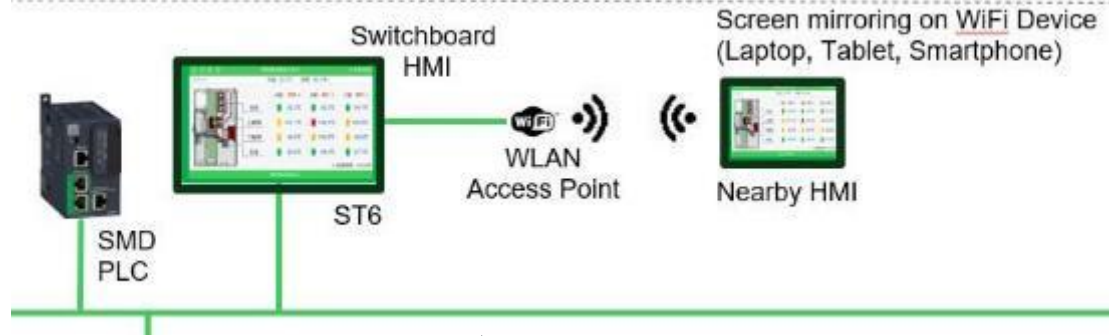 Screen mirroring on WiFi Device
(Laptop, Tablet, Smartphone)
Switchboard
HMI
WiFi
WLAN
Access Point
Nearby HMI
ST6
SMD
PLC